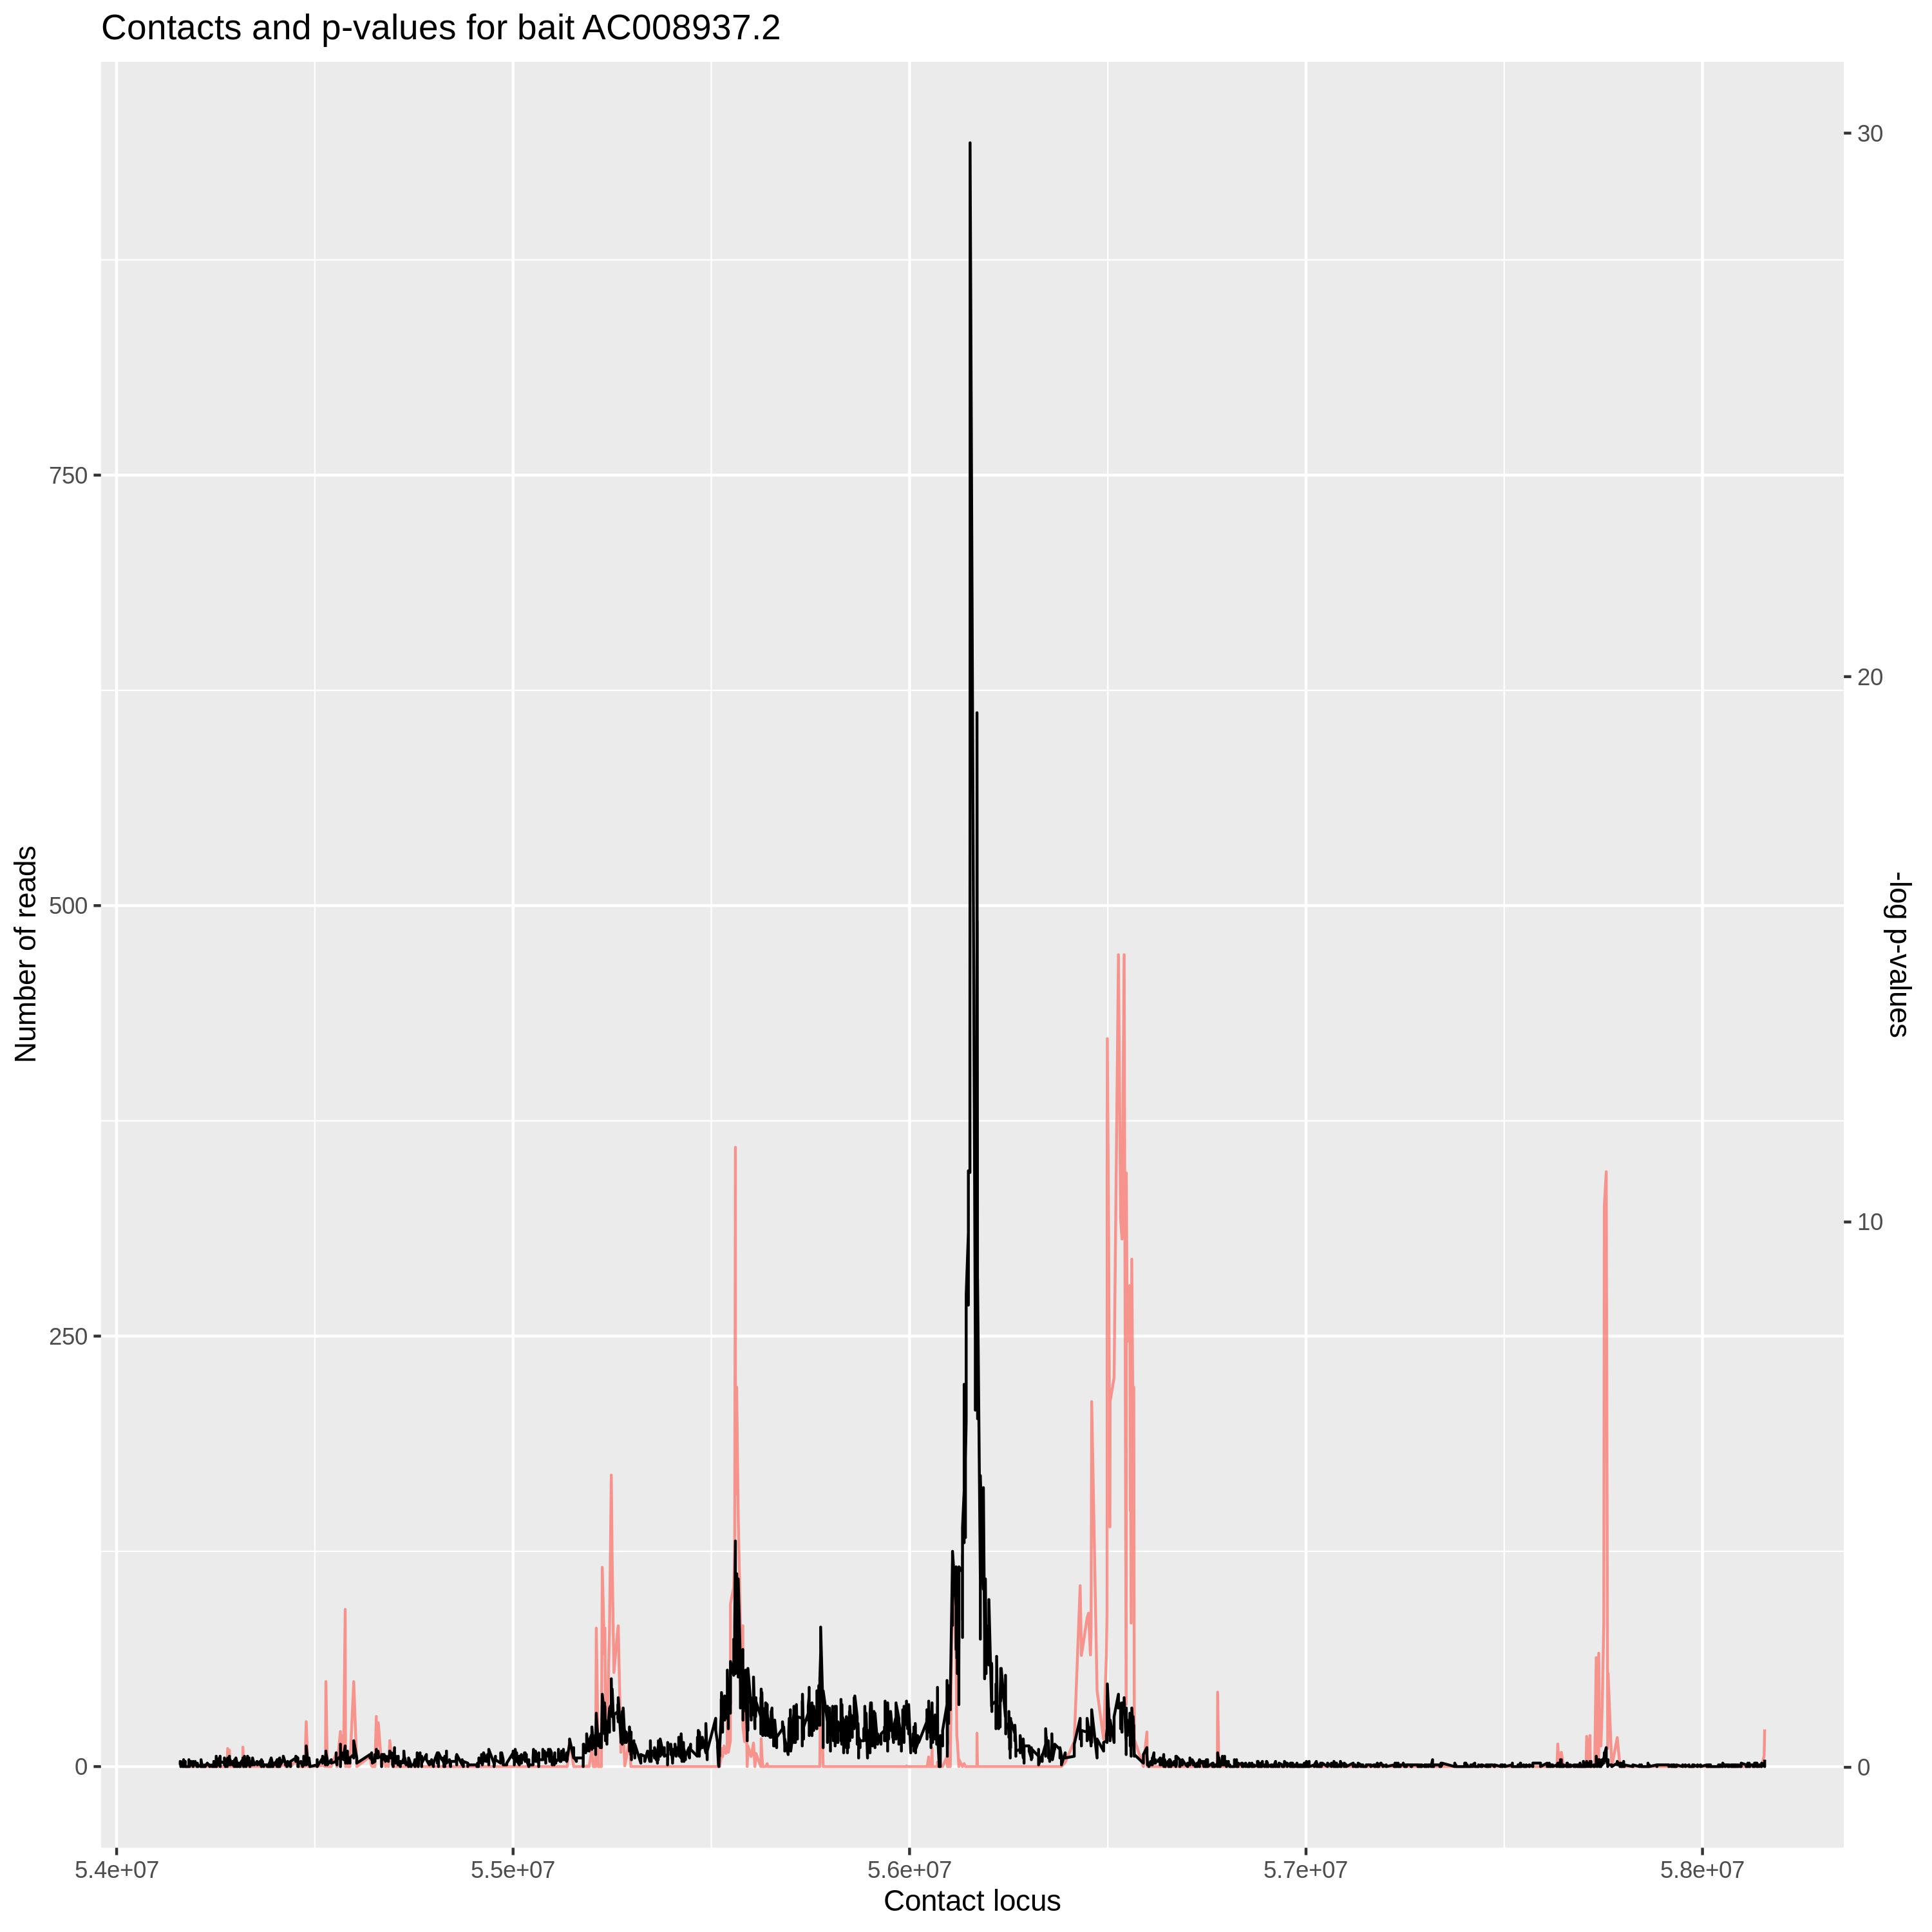 Contacts and p-values for bait AC008937.2
Number of reads
750
500
250
0
30
20
10
0
-log p-values
5.4e+07
5.5e+07
5.6e+07
5.7e+07
5.8e+07
Contact locus